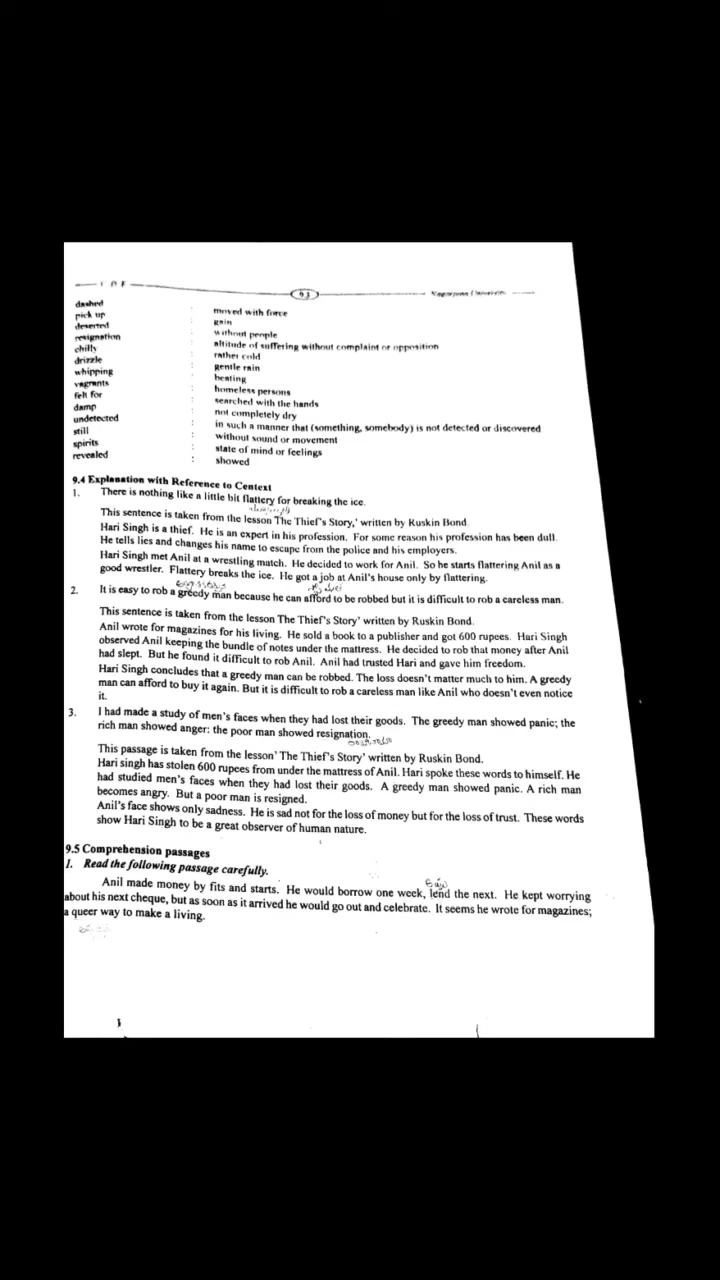 93
dashed : moved with force
pick up : gain
deserted : without people
resignation : altitude of suffering without complaint or opposition
chilly : rather cold
drizzle : gentle rain
whipping : beating
vagrants : homeless persons
felt for : searched with the hands
damp : not completely dry
undetected : in such a manner that (something, somebody) is not detected or discovered
still : without sound or movement
spirits : state of mind or feelings
revealed : showed
9.4 Explanation with Reference to Context
1. There is nothing like a little bit flattery for breaking the ice.
This sentence is taken from the lesson The Thief's Story,' written by Ruskin Bond.
Hari Singh is a thief. He is an expert in his profession. For some reason his profession has been dull.
He tells lies and changes his name to escape from the police and his employers.
Hari Singh met Anil at a wrestling match. He decided to work for Anil. So he starts flattering Anil as a
good wrestler. Flattery breaks the ice. He got a job at Anil's house only by flattering.
2. It is easy to rob a greedy man because he can afford to be robbed but it is difficult to rob a careless man.
This sentence is taken from the lesson The Thief's Story' written by Ruskin Bond.
Anil wrote for magazines for his living. He sold a book to a publisher and got 600 rupees. Hari Singh
observed Anil keeping the bundle of notes under the mattress. He decided to rob that money after Anil
had slept. But he found it difficult to rob Anil. Anil had trusted Hari and gave him freedom.
Hari Singh concludes that a greedy man can be robbed. The loss doesn't matter much to him. A greedy
man can afford to buy it again. But it is difficult to rob a careless man like Anil who doesn't even notice
it.
3. I had made a study of men's faces when they had lost their goods. The greedy man showed panic; the
rich man showed anger: the poor man showed resignation.
This passage is taken from the lesson' The Thief's Story' written by Ruskin Bond.
Hari singh has stolen 600 rupees from under the mattress of Anil. Hari spoke these words to himself. He
had studied men's faces when they had lost their goods. A greedy man showed panic. A rich man
becomes angry. But a poor man is resigned.
Anil's face shows only sadness. He is sad not for the loss of money but for the loss of trust. These words
show Hari Singh to be a great observer of human nature.
9.5 Comprehension passages
I. Read the following passage carefully.
Anil made money by fits and starts. He would borrow one week, lend the next. He kept worrying
about his next cheque, but as soon as it arrived he would go out and celebrate. It seems he wrote for magazines;
a queer way to make a living.